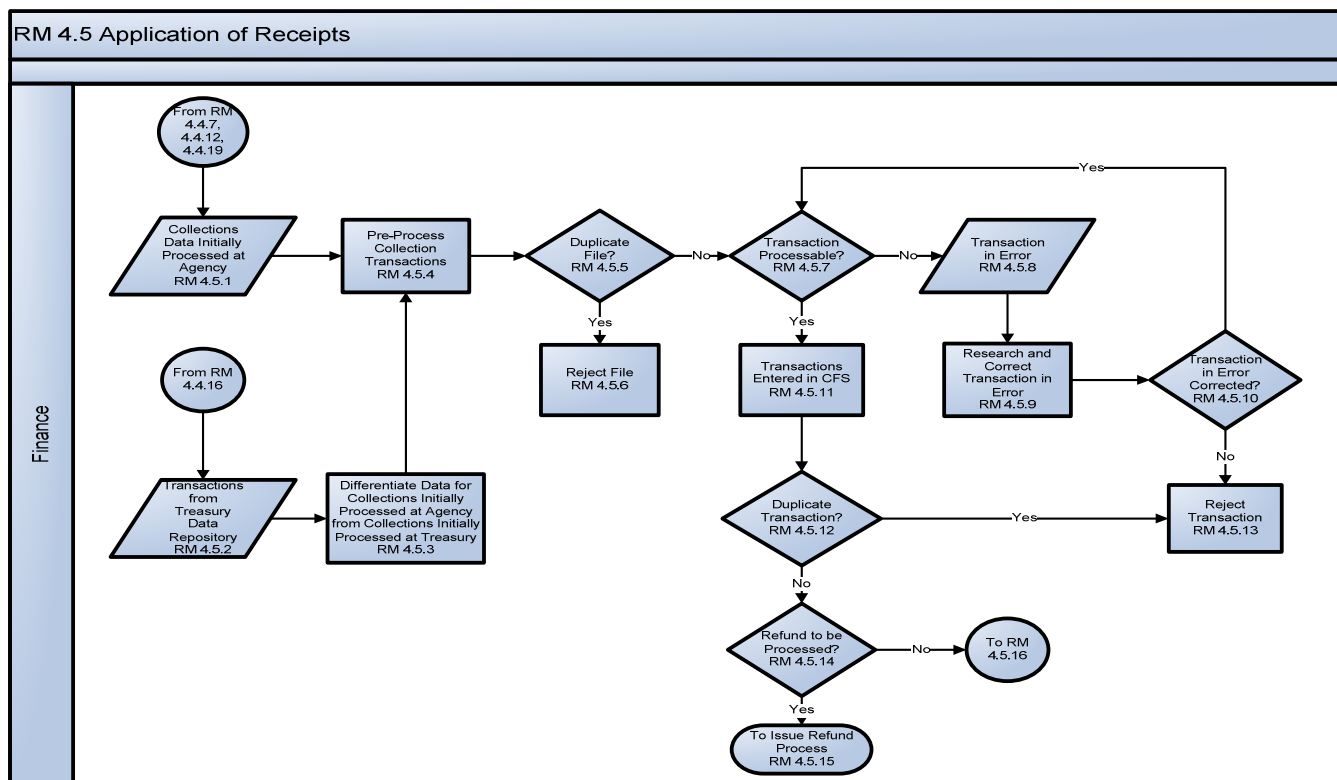 RM 4.5 Application of Receipts
Finance
From RM
4.4.7,
4.4.12,
4.4.19
Collections
Data Initially
Processed at
Agency
RM 4.5.1
Pre-Process
Collection
Transactions
RM 4.5.4
Duplicate
File?
RM 4.5.5
No
Yes
Reject File
RM 4.5.6
Transaction
Processable?
RM 4.5.7
No
Yes
Transaction
in Error
RM 4.5.8
Research and
Correct
Transaction in
Error
RM 4.5.9
Transaction
in Error
Corrected?
RM 4.5.10
Yes
No
Transactions
Entered in CFS
RM 4.5.11
From RM
4.4.16
Transactions
from
Treasury
Data
Repository
RM 4.5.2
Differentiate Data for
Collections Initially
Processed at Agency
from Collections Initially
Processed at Treasury
RM 4.5.3
Duplicate
Transaction?
RM 4.5.12
Yes
No
Reject
Transaction
RM 4.5.13
Refund to be
Processed?
RM 4.5.14
No
Yes
To RM
4.5.16
To Issue Refund
Process
RM 4.5.15